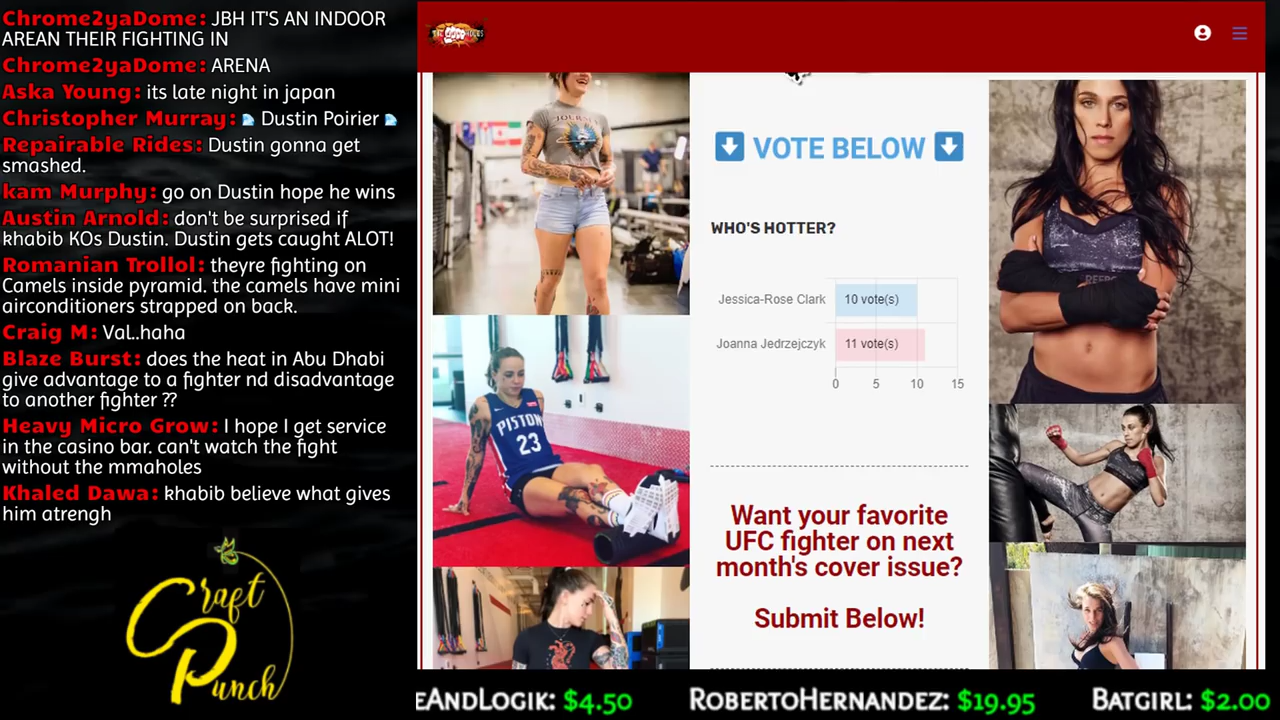 Chrome2yaDome: JBH IT'S AN INDOOR
AREAN THEIR FIGHTING IN
Chrome2yaDome: ARENA
Aska Young: its late night in japan
Christopher Murray: Dustin Poirier
Repairable Rides: Dustin gonna get
smashed.
kam Murphy: go on Dustin hope he wins
Austin Arnold: don't be surprised if
khabib KOs Dustin. Dustin gets caught ALOT!
Romanian Trollol: theyre fighting on
Camels inside pyramid. the camels have mini
airconditioners strapped on back.
Craig M: Val..haha
Blaze Burst: does the heat in Abu Dhabi
give advantage to a fighter nd disadvantage
to another fighter ??
Heavy Micro Grow: I hope I get service
in the casino bar. can't watch the fight
without the mmaholes
Khaled Dawa: khabib believe what gives
him atrengh
Craft
Punch
JOURNEY
PISTONS
23
VOTE BELOW
WHO'S HOTTER?
Jessica-Rose Clark 10 vote(s)
Joanna Jedrzejczyk 11 vote(s)
0 5 10 15
Want your favorite
UFC fighter on next
month's cover issue?
Submit Below!
eAndLogik: $4.50 RobertoHernandez: $19.95 Batgirl: $2.00